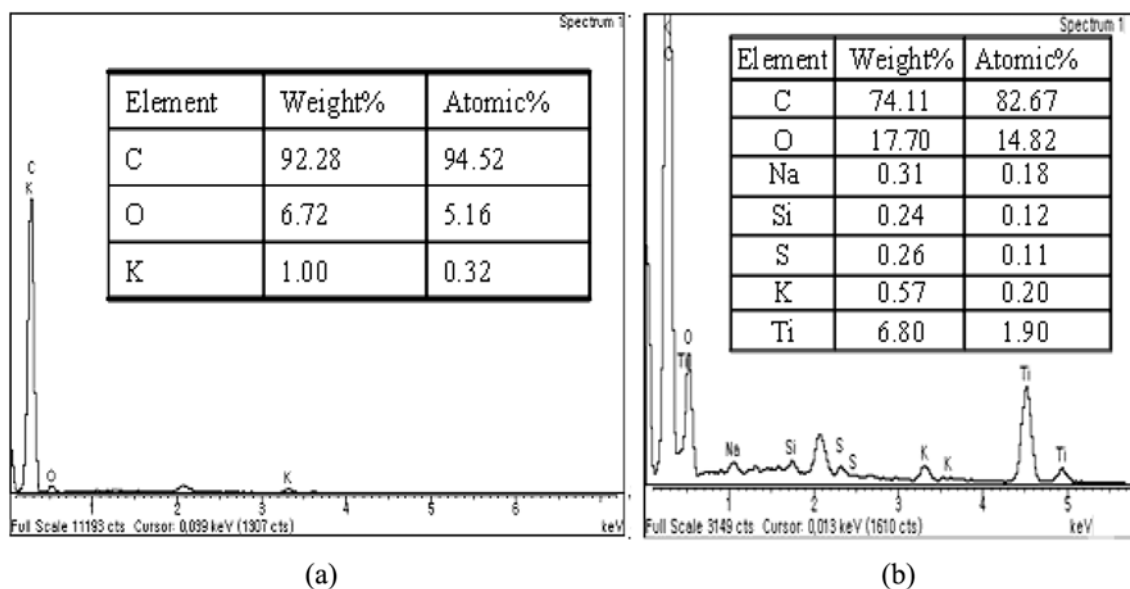 Spectrum 1
Element Weight% Atomic%
C 92.28 94.52
O 6.72 5.16
K 1.00 0.32
C
K
O
K
1 2 3 4 5 6
Full Scale 11193 cts Cursor: 0.039 keV (1307 cts) keV
(a)
Spectrum 1
Element Weight% Atomic%
C 74.11 82.67
O 17.70 14.82
Na 0.31 0.18
Si 0.24 0.12
S 0.26 0.11
K 0.57 0.20
Ti 6.80 1.90
K
C
O
Ti
Na
Si
S
S
K
K
Ti
Ti
1 2 3 4 5
Full Scale 3149 cts Cursor: 0.013 keV (1610 cts) keV
(b)